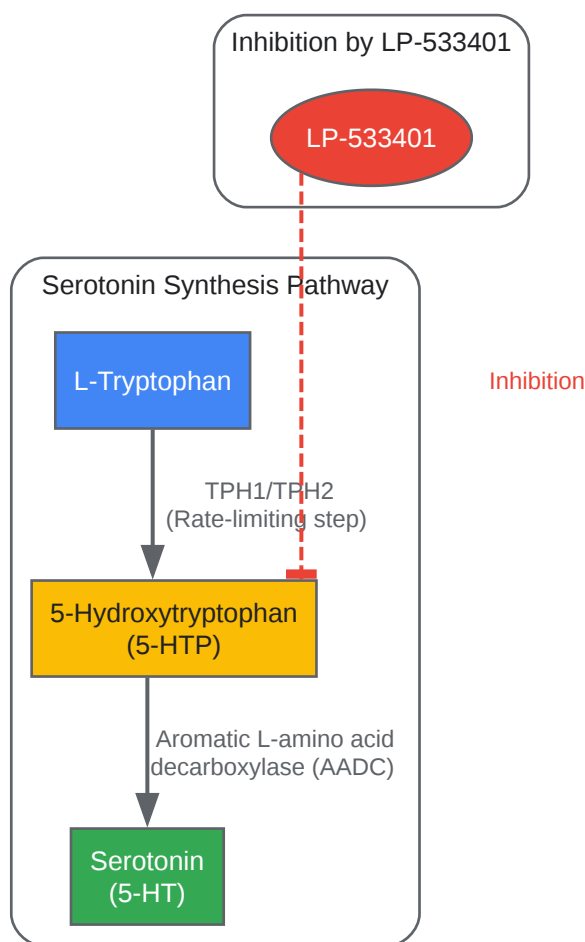 Inhibition by LP-533401
LP-533401
Serotonin Synthesis Pathway
L-Tryptophan
Inhibition
TPH1/TPH2
(Rate-limiting step)
5-Hydroxytryptophan
(5-HTP)
Aromatic L-amino acid
decarboxylase (AADC)
Serotonin
(5-HT)